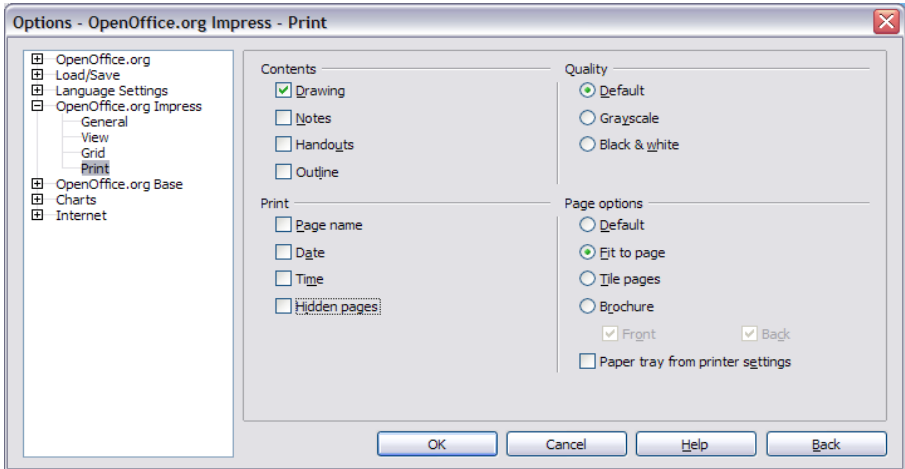 Options - OpenOffice.org Impress - Print
OpenOffice.org
Load/Save
Language Settings
OpenOffice.org Impress
General
View
Grid
Print
OpenOffice.org Base
Charts
Internet
Contents
Drawing
Notes
Handouts
Outline
Print
Page name
Date
Time
Hidden pages
Quality
Default
Grayscale
Black & white
Page options
Default
Fit to page
Tile pages
Brochure
Front Back
Paper tray from printer settings
OK Cancel Help Back